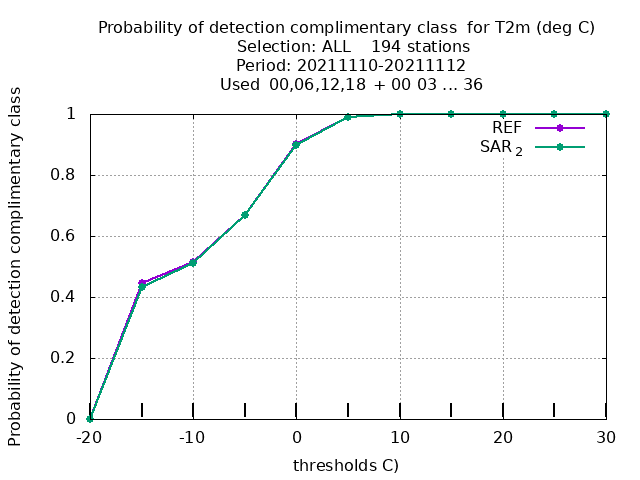 Probability of detection complimentary class for T2m (deg C)
Selection: ALL 194 stations
Period: 20211110-20211112
Used 00,06,12,18 + 00 03 ... 36
Probability of detection complimentary class
1
0.8
0.6
0.4
0.2
0
REF
SAR 2
-20 -10 0 10 20 30
thresholds C)